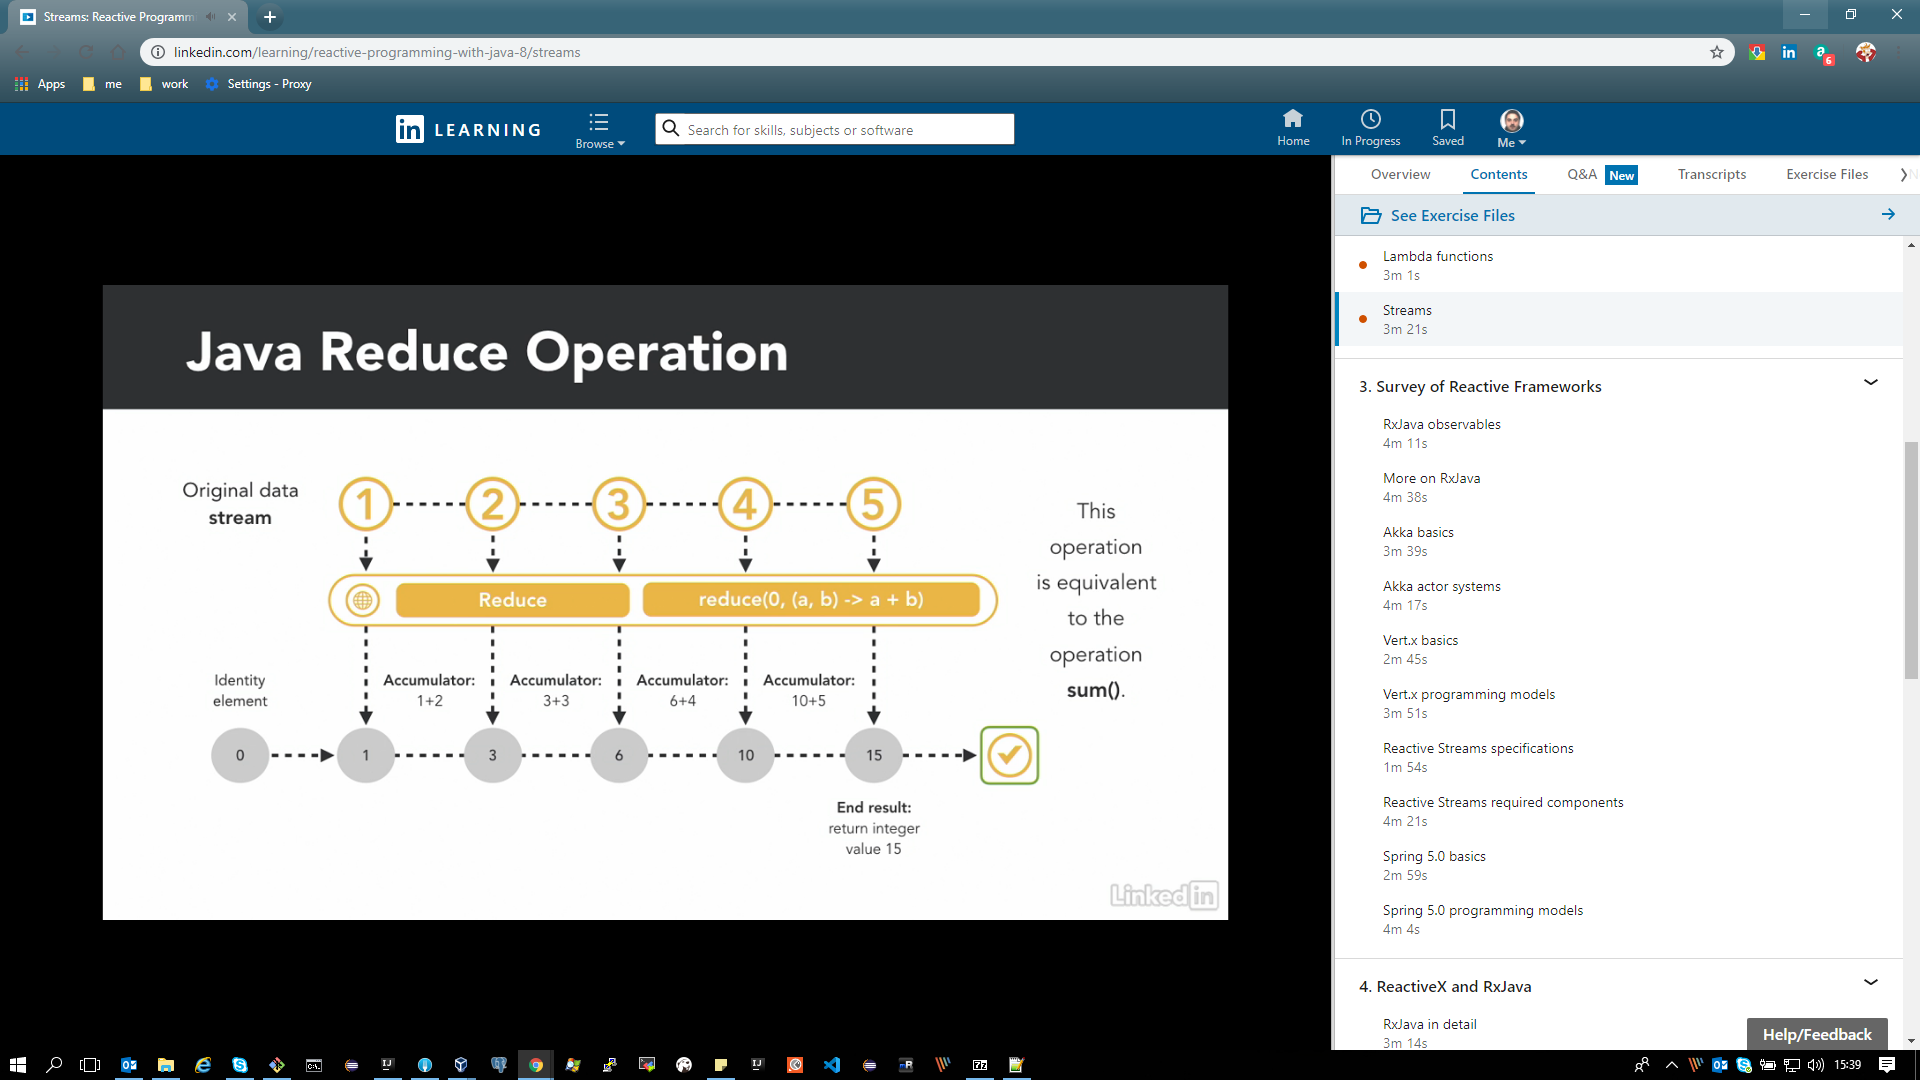 Streams: Reactive Programm
linkedin.com/learning/reactive-programming-with-java-8/streams
6
Apps
me
work
Settings - Proxy
in LEARNING
Browse
Search for skills, subjects or software
Home
In Progress
Saved
Me
Overview
Contents
Q&A New
Transcripts
Exercise Files
See Exercise Files
Lambda functions
3m 1s
Streams
3m 21s
3. Survey of Reactive Frameworks
RxJava observables
4m 11s
More on RxJava
4m 38s
Akka basics
3m 39s
Akka actor systems
4m 17s
Vert.x basics
2m 45s
Vert.x programming models
3m 51s
Reactive Streams specifications
1m 54s
Reactive Streams required components
4m 21s
Spring 5.0 basics
2m 59s
Spring 5.0 programming models
4m 4s
4. ReactiveX and RxJava
RxJava in detail
3m 14s
Help/Feedback
Java Reduce Operation
Original data
stream
1 2 3 4 5
Reduce
reduce(0, (a, b) -> a + b)
Identity
element
Accumulator:
1+2
Accumulator:
3+3
Accumulator:
6+4
Accumulator:
10+5
0 1 3 6 10 15
End result:
return integer
value 15
This
operation
is equivalent
to the
operation
sum().
Linked in
15:39